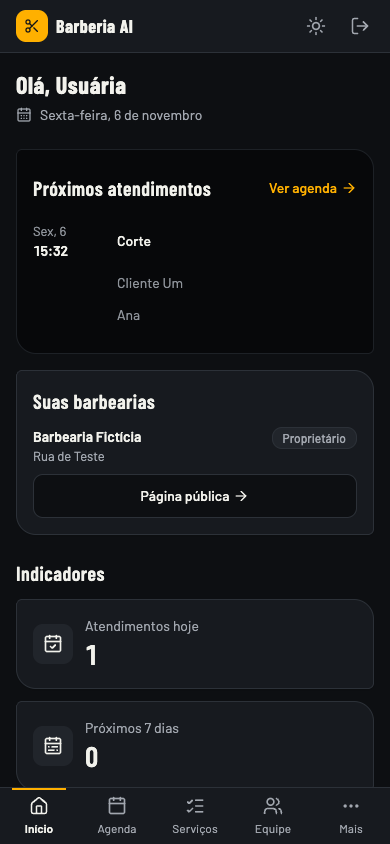 Barberia AI
Olá, Usuária
Sexta-feira, 6 de novembro
Próximos atendimentos
Ver agenda →
Sex, 6
15:32
Corte
Cliente Um
Ana
Suas barbearias
Barbearia Fictícia
Proprietário
Rua de Teste
Página pública →
Indicadores
Atendimentos hoje
1
Próximos 7 dias
0
Início
Agenda
Serviços
Equipe
Mais